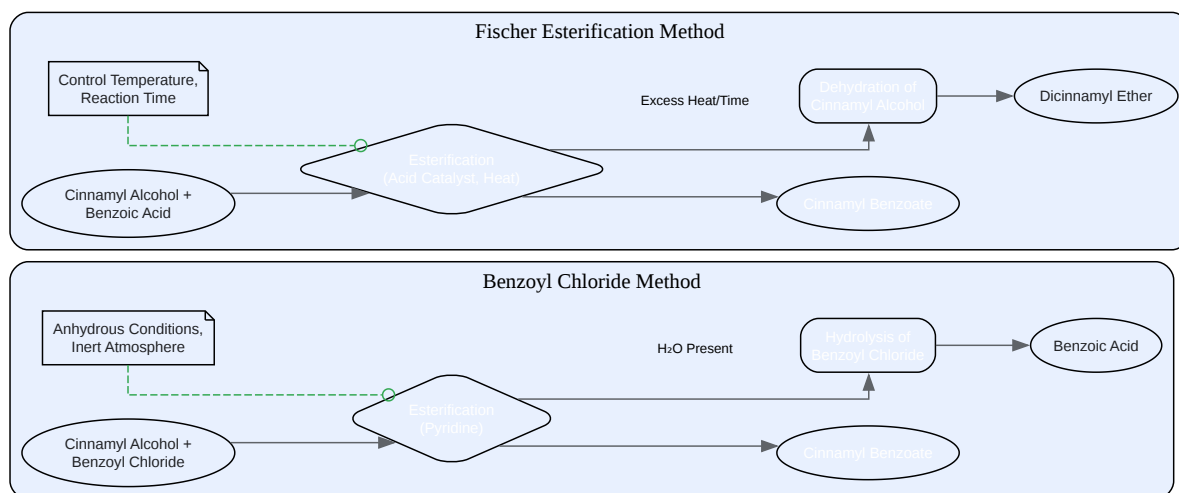 Fischer Esterification Method
Control Temperature,
Reaction Time
Excess Heat/Time
Dehydration of
Cinnamyl Alcohol
Dicinnamyl Ether
Esterification
(Acid Catalyst, Heat)
Cinnamyl Alcohol +
Benzoic Acid
Cinnamyl Benzoate
Benzoyl Chloride Method
Anhydrous Conditions,
Inert Atmosphere
H₂O Present
Hydrolysis of
Benzoyl Chloride
Benzoic Acid
Esterification
(Pyridine)
Cinnamyl Alcohol +
Benzoyl Chloride
Cinnamyl Benzoate